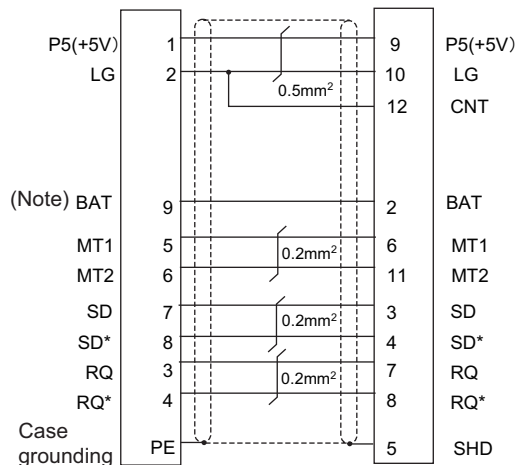 P5(+5V) 1 9 P5(+5V)
LG 2 10 LG
0.5mm²
12 CNT
(Note) BAT 9 2 BAT
MT1 5 6 MT1
0.2mm²
MT2 6 11 MT2
SD 7 3 SD
0.2mm²
SD* 8 4 SD*
RQ 3 7 RQ
0.2mm²
RQ* 4 8 RQ*
Case
grounding PE 5 SHD